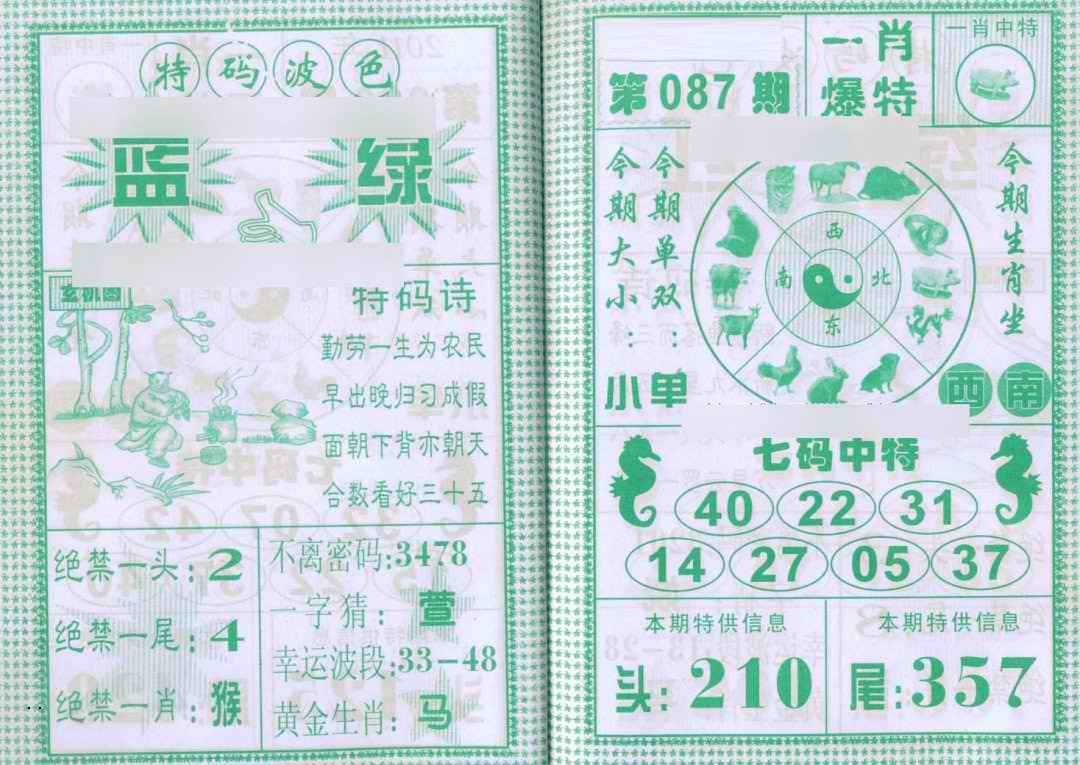 特码波色
蓝 绿
玄机图
特码诗
勤劳一生为农民
早出晚归习成假
面朝下背亦朝天
合数看好三十五
绝禁一头:2
绝禁一尾:4
绝禁一肖:猴
不离密码:3478
一字猜:萱
幸运波段:33-48
黄金生肖:马
第087期
一肖
爆特
一肖中特
今期大小:小
今期单双:单
西
南
北
东
今期生肖坐
西南
七码中特
40 22 31
14 27 05 37
本期特供信息
头:210
本期特供信息
尾:357